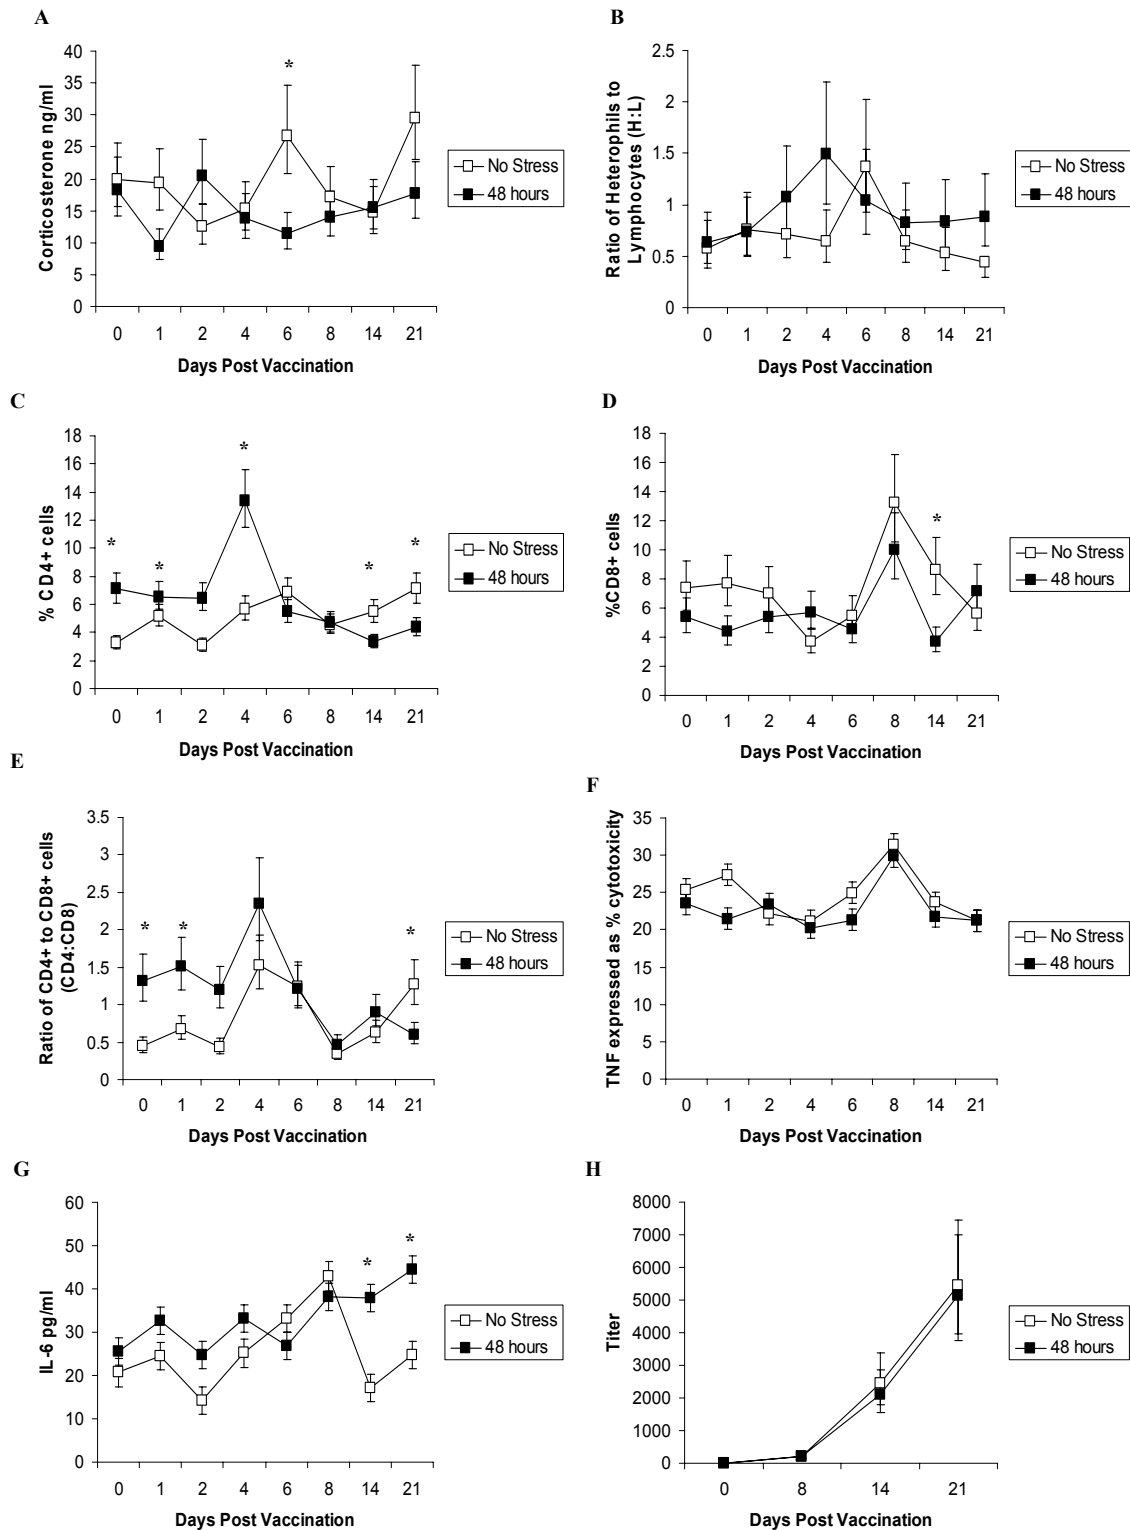 A
Corticosterone ng/ml
40
35
30
25
20
15
10
5
0
*
0 1 2 4 6 8 14 21
Days Post Vaccination
No Stress
48 hours
B
Ratio of Heterophils to
Lymphocytes (H:L)
2.5
2
1.5
1
0.5
0
0 1 2 4 6 8 14 21
Days Post Vaccination
No Stress
48 hours
C
% CD4+ cells
18
16
14
12
10
8
6
4
2
0
* * * * *
0 1 2 4 6 8 14 21
Days Post Vaccination
No Stress
48 hours
D
%CD8+ cells
18
16
14
12
10
8
6
4
2
0
*
0 1 2 4 6 8 14 21
Days Post Vaccination
No Stress
48 hours
E
Ratio of CD4+ to CD8+ cells
(CD4:CD8)
3.5
3
2.5
2
1.5
1
0.5
0
* * *
0 1 2 4 6 8 14 21
Days Post Vaccination
No Stress
48 hours
F
TNF expressed as % cytotoxicity
35
30
25
20
15
10
5
0
0 1 2 4 6 8 14 21
Days Post Vaccination
No Stress
48 hours
G
IL-6 pg/ml
60
50
40
30
20
10
0
* *
0 1 2 4 6 8 14 21
Days Post Vaccination
No Stress
48 hours
H
Titer
8000
7000
6000
5000
4000
3000
2000
1000
0
0 8 14 21
Days Post Vaccination
No Stress
48 hours